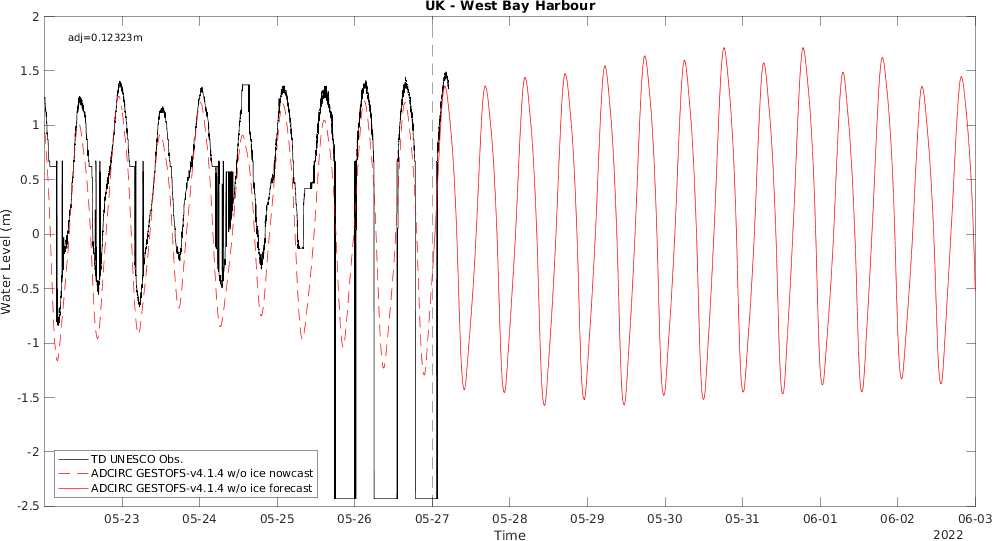 UK - West Bay Harbour
adj=0.12323m
2
1.5
1
0.5
0
-0.5
-1
-1.5
-2
-2.5
Water Level (m)
TD UNESCO Obs.
ADCIRC GESTOFS-v4.1.4 w/o ice nowcast
ADCIRC GESTOFS-v4.1.4 w/o ice forecast
05-23 05-24 05-25 05-26 05-27 05-28 05-29 05-30 05-31 06-01 06-02 06-03
Time
2022